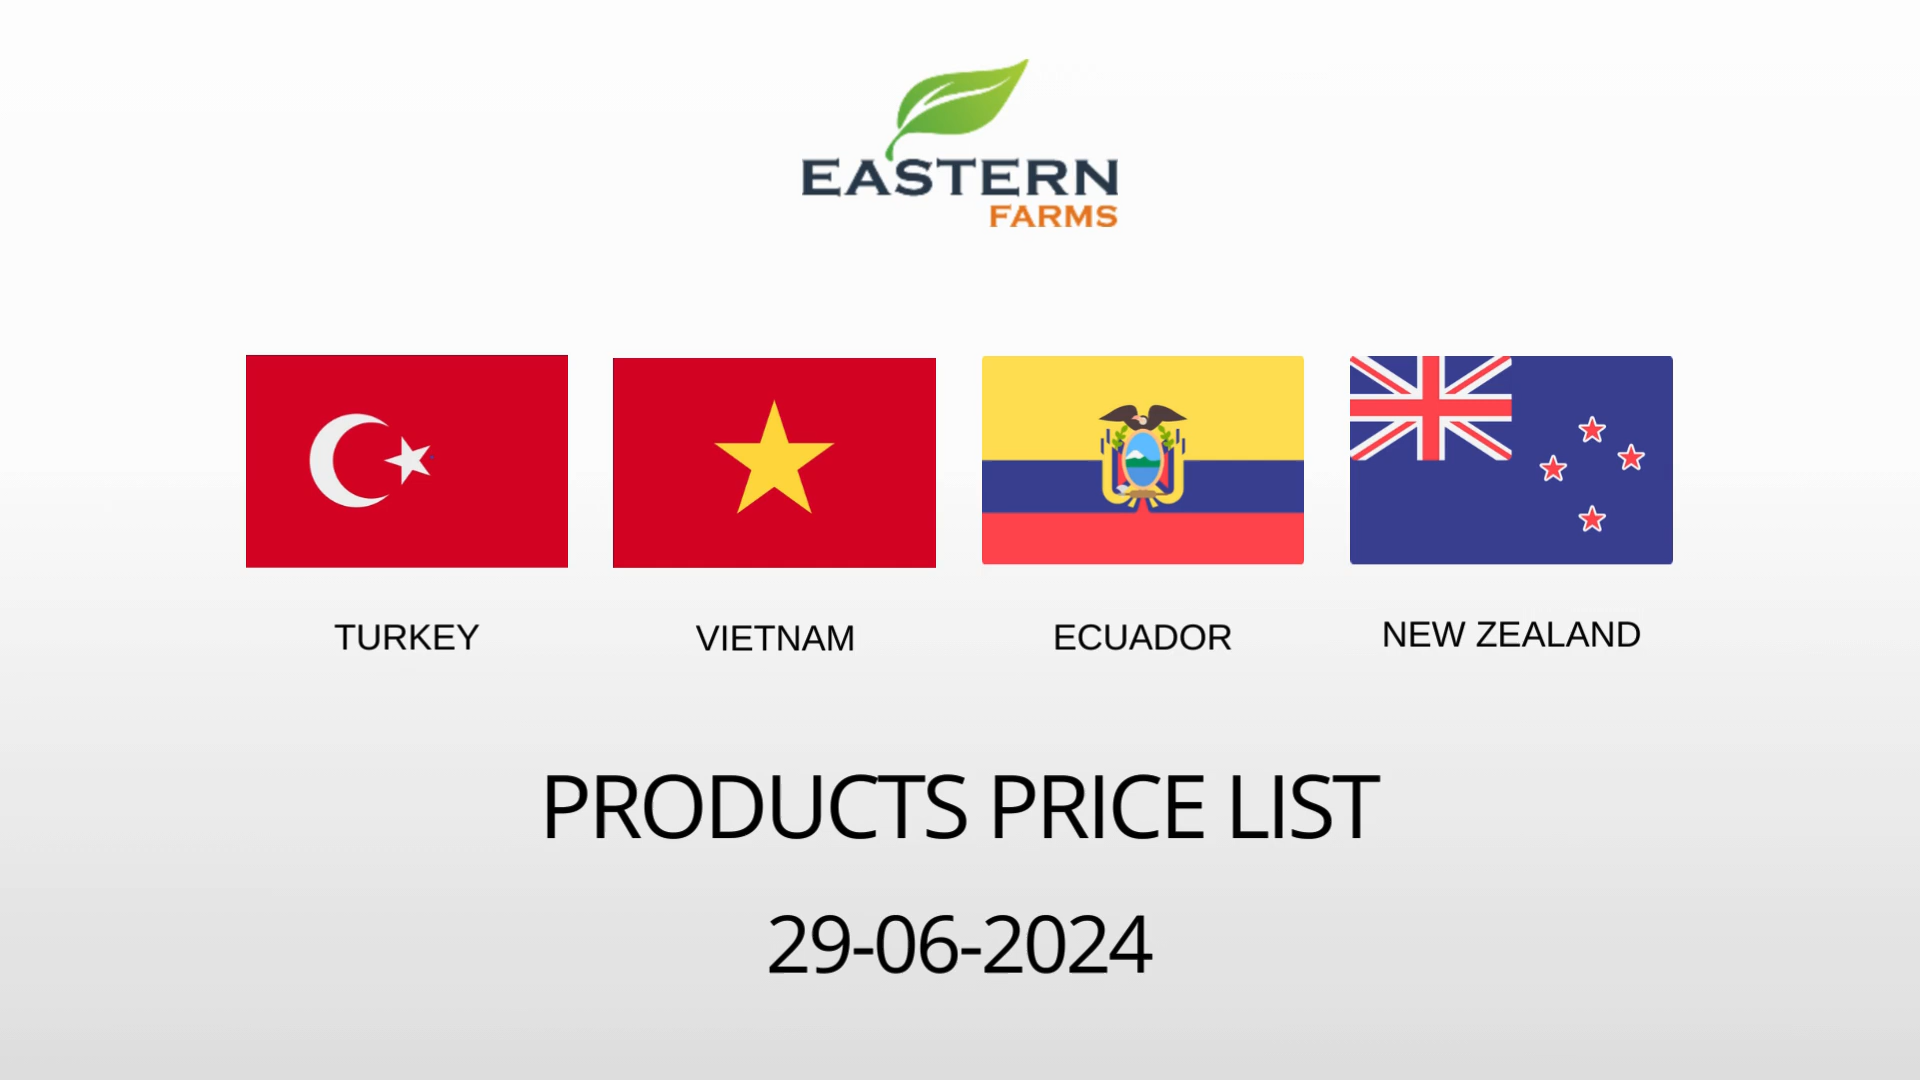 EASTERN
FARMS
TURKEY
VIETNAM
ECUADOR
NEW ZEALAND
PRODUCTS PRICE LIST
29-06-2024